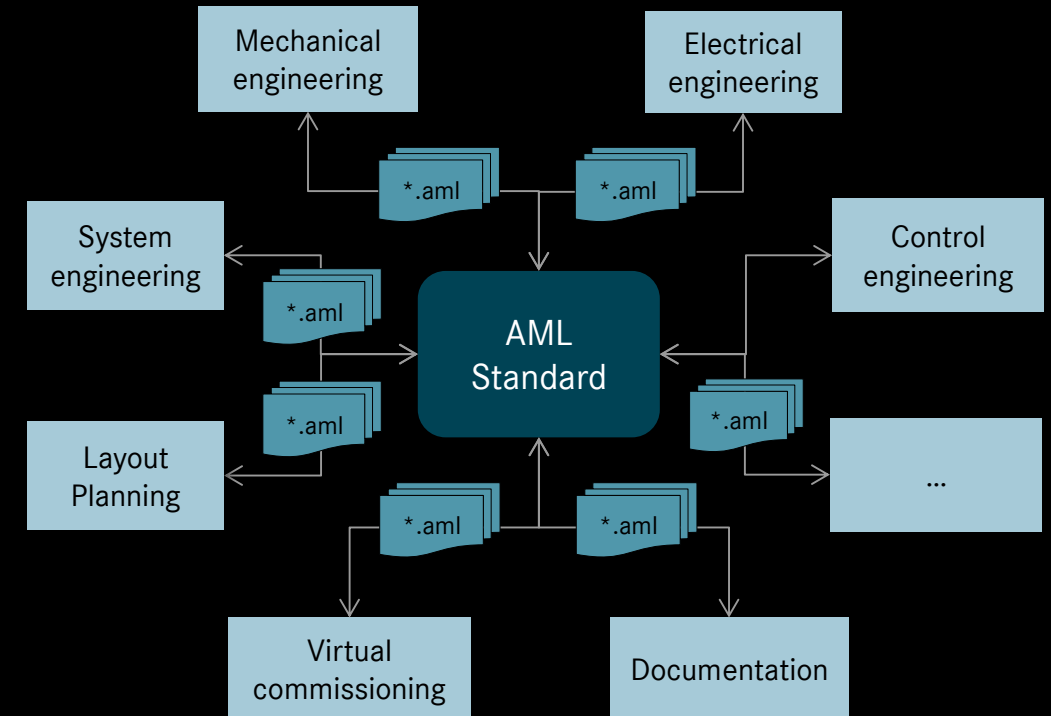 Mechanical
engineering
Electrical
engineering
*.aml
*.aml
System
engineering
Control
engineering
*.aml
AML
Standard
*.aml
*.aml
Layout
Planning
...
*.aml
*.aml
Virtual
commissioning
Documentation